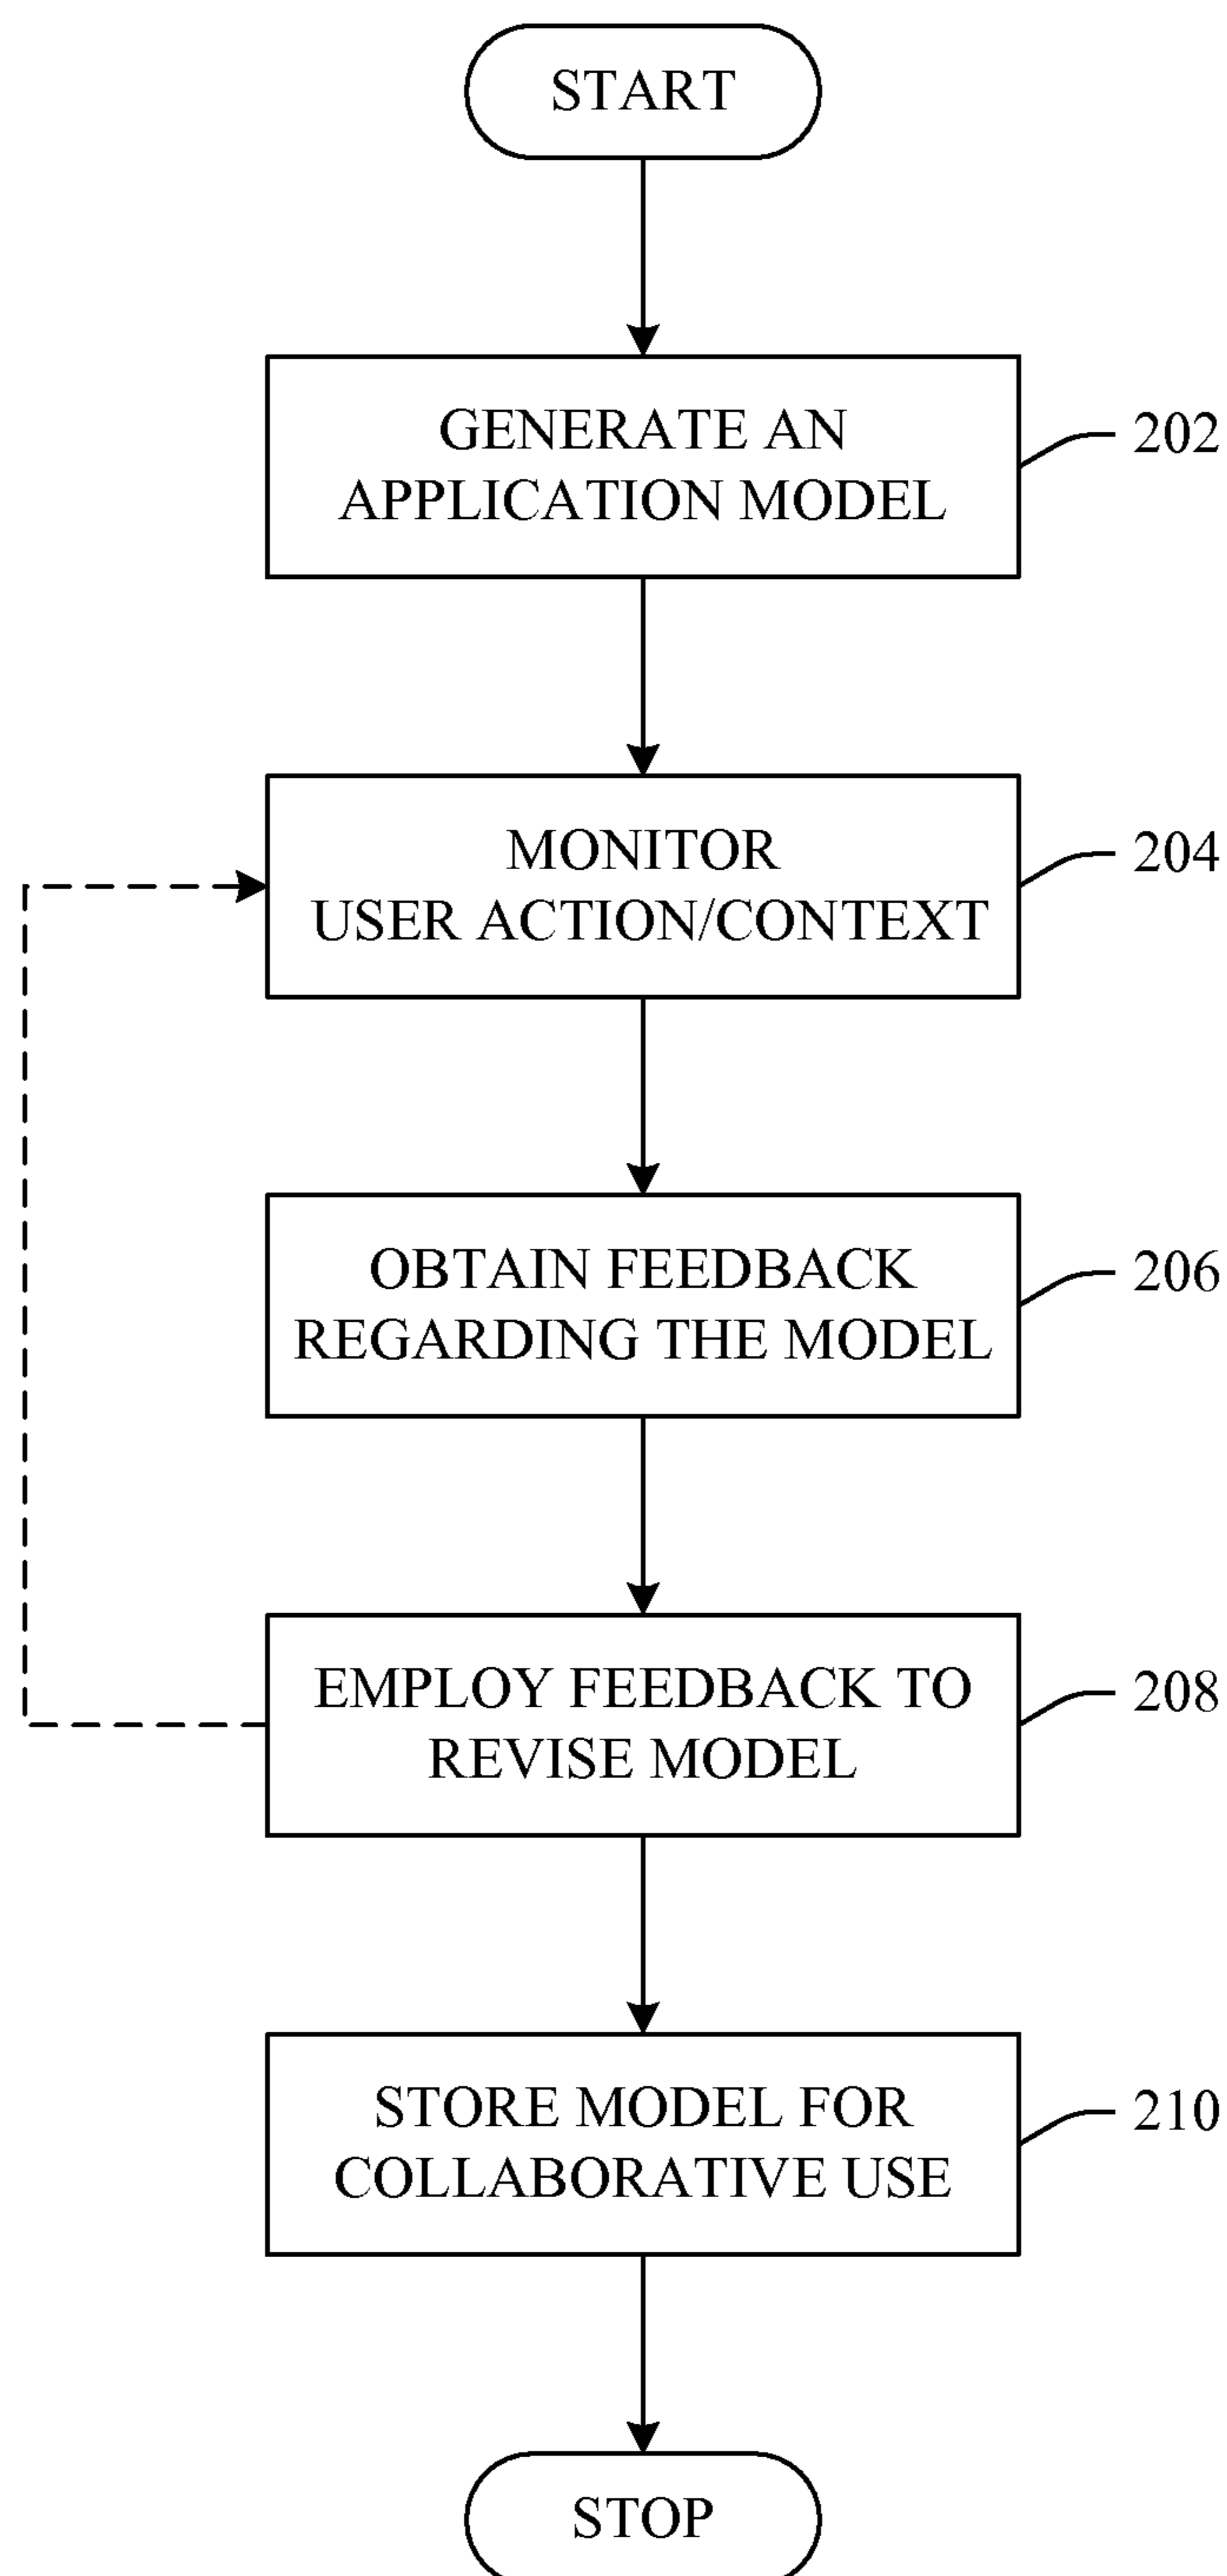 START
GENERATE AN
APPLICATION MODEL
202
MONITOR
USER ACTION/CONTEXT
204
OBTAIN FEEDBACK
REGARDING THE MODEL
206
EMPLOY FEEDBACK TO
REVISE MODEL
208
STORE MODEL FOR
COLLABORATIVE USE
210
STOP